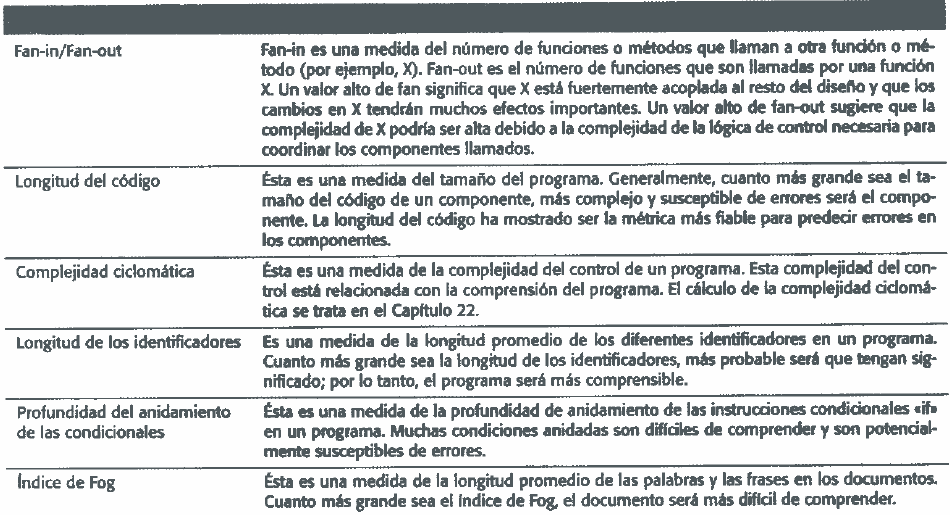 Fan-in/Fan-out
Fan-in es una medida del número de funciones o métodos que llaman a otra función o mé-
todo (por ejemplo, X). Fan-out es el número de funciones que son llamadas por una función
X. Un valor alto de fan significa que X está fuertemente acoplada al resto del diseño y que los
cambios en X tendrán muchos efectos importantes. Un valor alto de fan-out sugiere que la
complejidad de X podría ser alta debido a la complejidad de la lógica de control necesaria para
coordinar los componentes llamados.
Longitud del código
Ésta es una medida del tamaño del programa. Generalmente, cuanto más grande sea el ta-
maño del código de un componente, más complejo y susceptible de errores será el compo-
nente. La longitud del código ha mostrado ser la métrica más fiable para predecir errores en
los componentes.
Complejidad ciclomática
Ésta es una medida de la complejidad del control de un programa. Esta complejidad del con-
trol está relacionada con la comprensión del programa. El cálculo de la complejidad ciclomá-
tica se trata en el Capítulo 22.
Longitud de los identificadores
Es una medida de la longitud promedio de los diferentes identificadores en un programa.
Cuanto más grande sea la longitud de los identificadores, más probable será que tengan sig-
nificado; por lo tanto, el programa será más comprensible.
Profundidad del anidamiento
de las condicionales
Ésta es una medida de la profundidad de anidamiento de las instrucciones condicionales «if»
en un programa. Muchas condiciones anidadas son difíciles de comprender y son potencial-
mente susceptibles de errores.
Índice de Fog
Ésta es una medida de la longitud promedio de las palabras y las frases en los documentos.
Cuanto más grande sea el índice de Fog, el documento será más difícil de comprender.